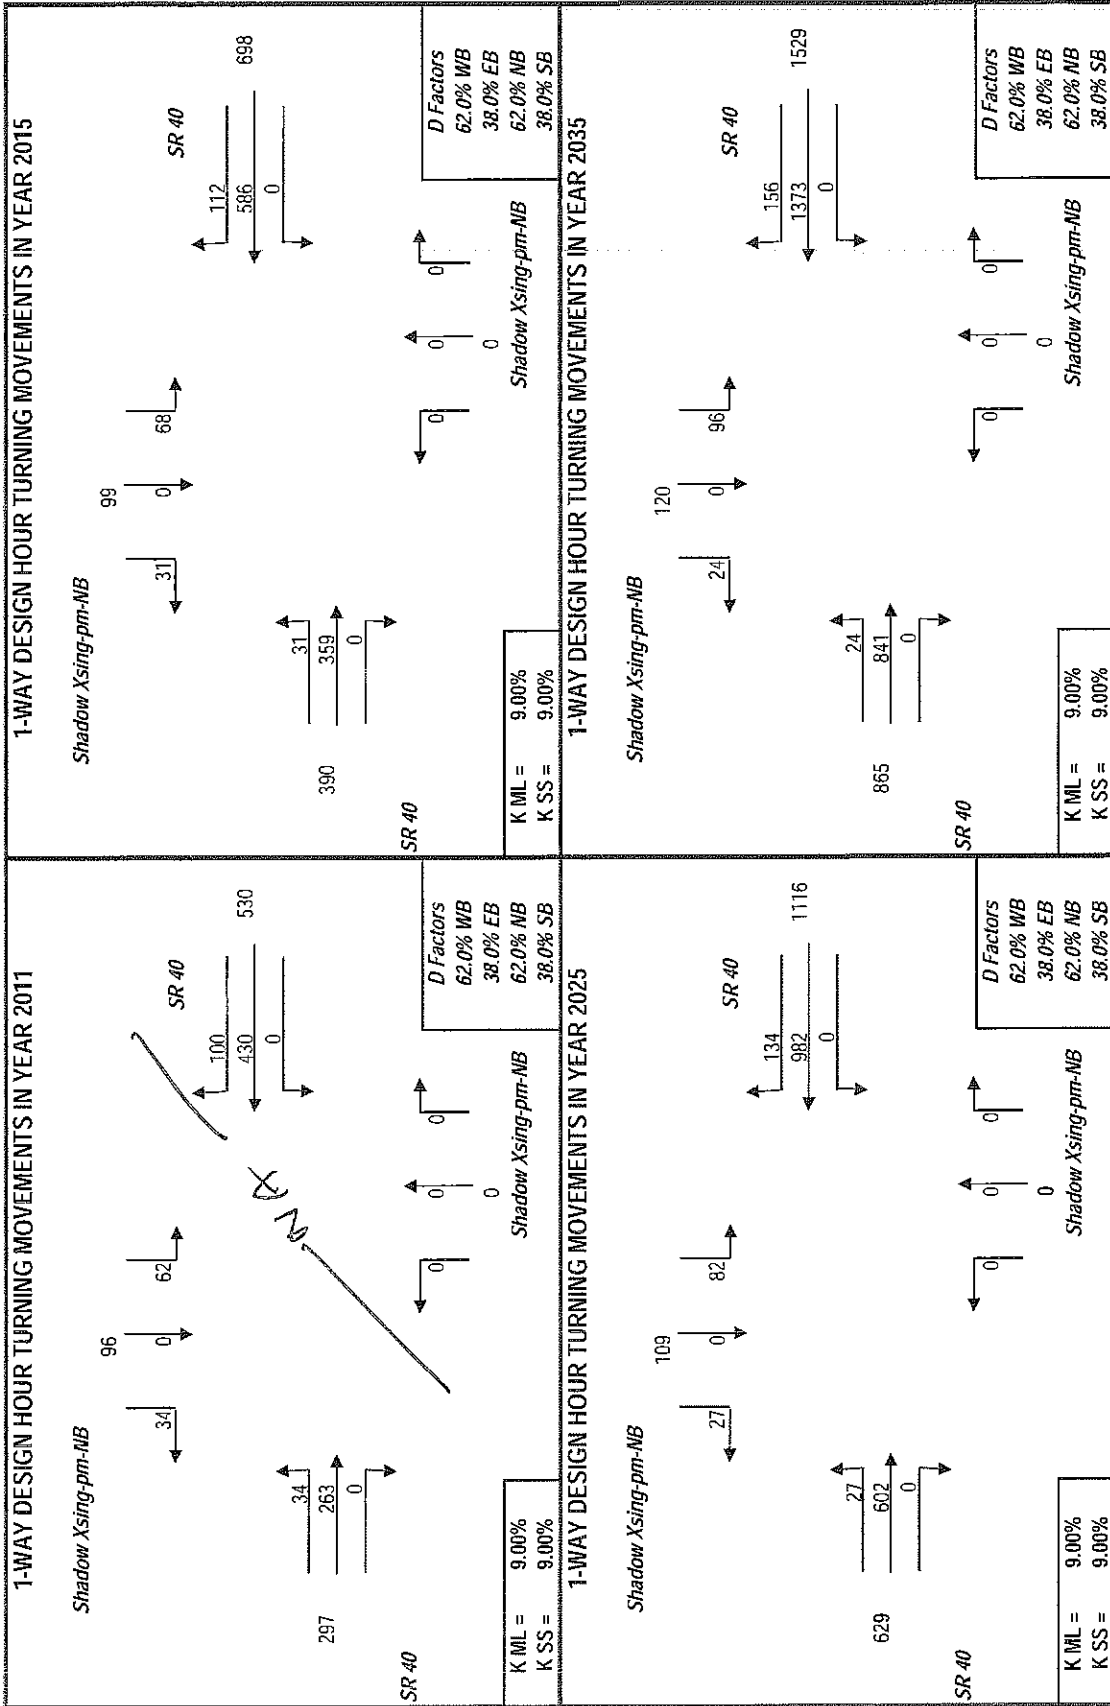 1-WAY DESIGN HOUR TURNING MOVEMENTS IN YEAR 2011
Shadow Xsing-pm-NB
96
34
0
62
SR 40
100
430
0
530
297
34
263
0
SR 40
0
0
0
0
Shadow Xsing-pm-NB
K ML = 9.00%
K SS = 9.00%
D Factors
62.0% WB
38.0% EB
62.0% NB
38.0% SB
1-WAY DESIGN HOUR TURNING MOVEMENTS IN YEAR 2015
Shadow Xsing-pm-NB
99
31
0
68
SR 40
112
586
0
698
390
31
359
0
SR 40
0
0
0
0
Shadow Xsing-pm-NB
K ML = 9.00%
K SS = 9.00%
D Factors
62.0% WB
38.0% EB
62.0% NB
38.0% SB
1-WAY DESIGN HOUR TURNING MOVEMENTS IN YEAR 2025
Shadow Xsing-pm-NB
109
27
0
82
SR 40
134
982
0
1116
629
27
602
0
SR 40
0
0
0
0
Shadow Xsing-pm-NB
K ML = 9.00%
K SS = 9.00%
D Factors
62.0% WB
38.0% EB
62.0% NB
38.0% SB
1-WAY DESIGN HOUR TURNING MOVEMENTS IN YEAR 2035
Shadow Xsing-pm-NB
120
24
0
96
SR 40
156
1373
0
1529
865
24
841
0
SR 40
0
0
0
0
Shadow Xsing-pm-NB
K ML = 9.00%
K SS = 9.00%
D Factors
62.0% WB
38.0% EB
62.0% NB
38.0% SB